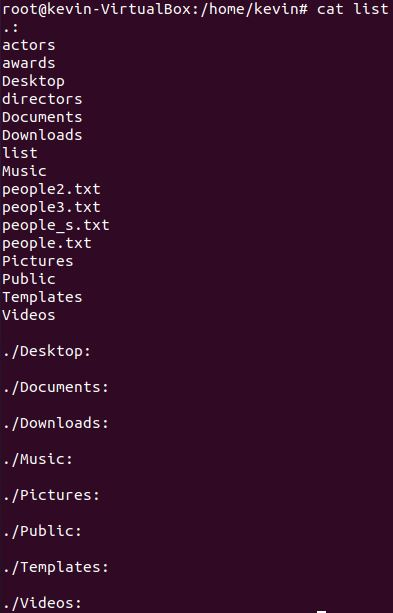 root@kevin-VirtualBox:/home/kevin# cat list
.:
actors
awards
Desktop
directors
Documents
Downloads
list
Music
people2.txt
people3.txt
people_s.txt
people.txt
Pictures
Public
Templates
Videos
./Desktop:
./Documents:
./Downloads:
./Music:
./Pictures:
./Public:
./Templates:
./Videos: